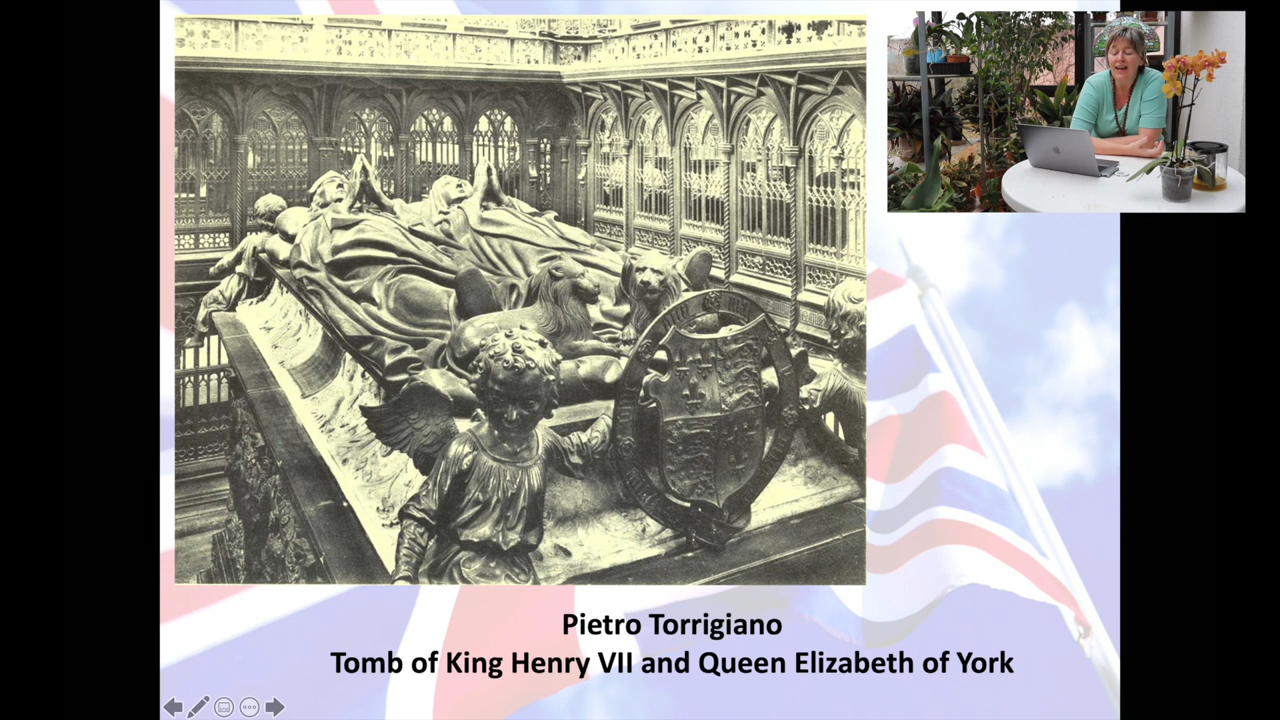 Pietro Torrigiano
Tomb of King Henry VII and Queen Elizabeth of York